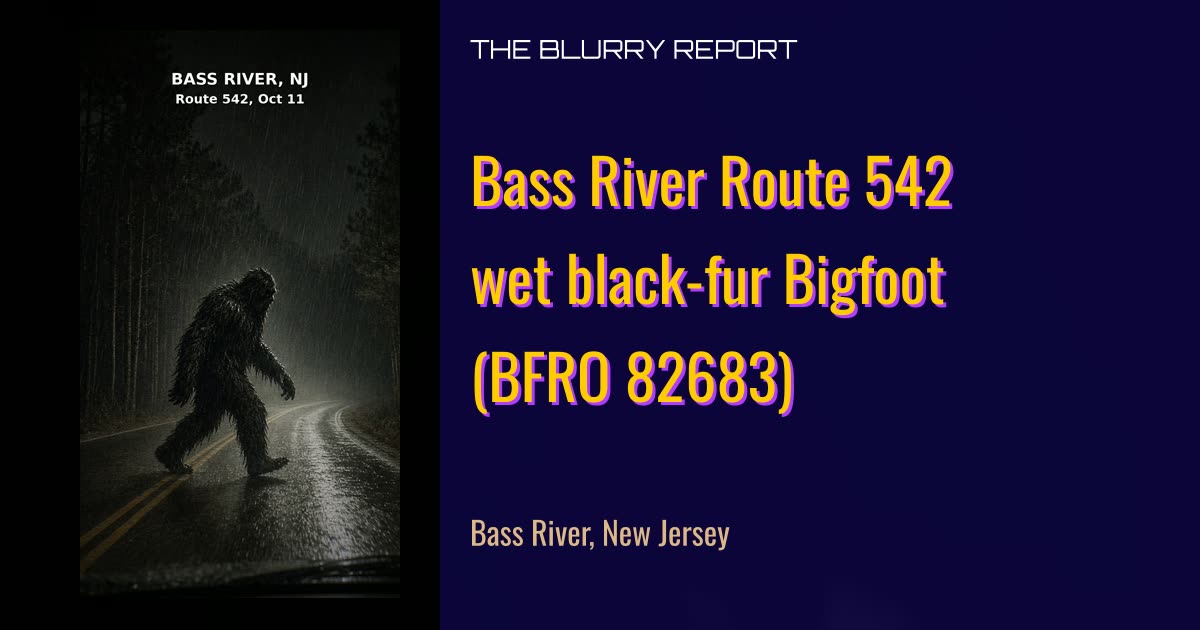 BASS RIVER, NJ
Route 542, Oct 11
THE BLURRY REPORT
Bass River Route 542
wet black-fur Bigfoot
(BFRO 82683)
Bass River, New Jersey